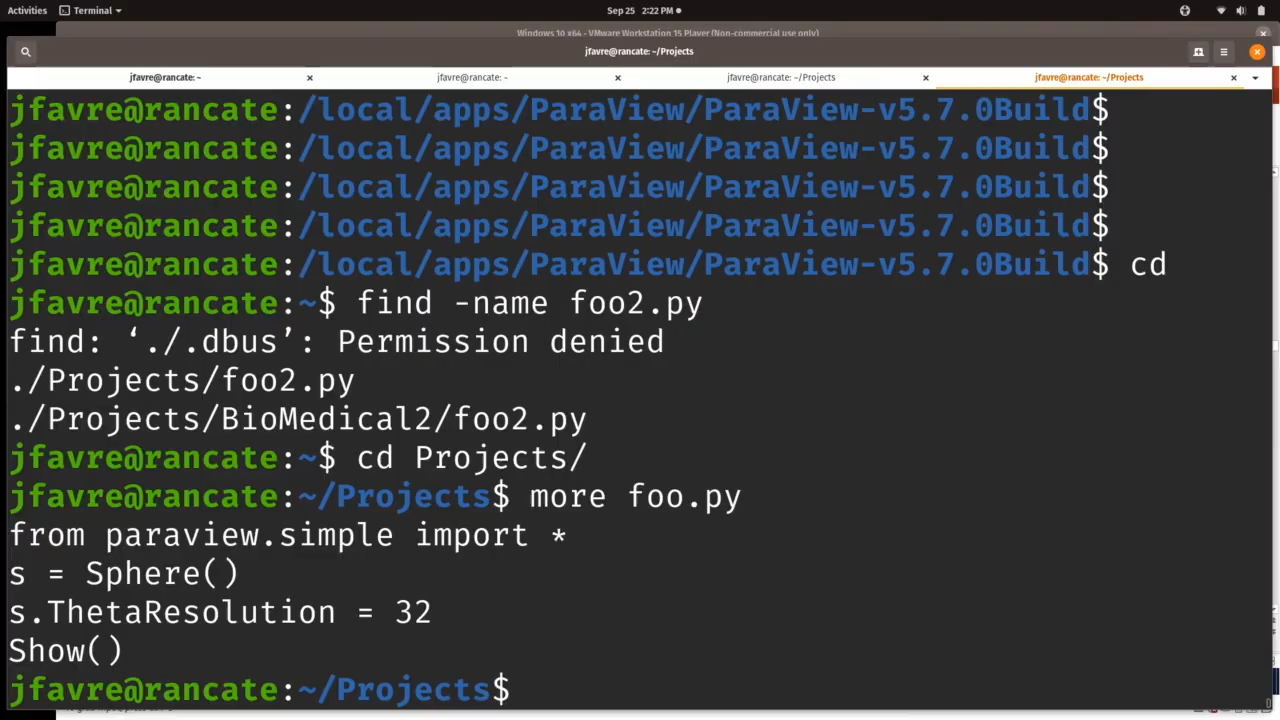 Activities
Terminal
Sep 25 2:22 PM
Windows 10 x64 - VMware Workstation 15 Player (Non-commercial use only)
jfavre@rancate: ~/Projects
jfavre@rancate: ~
jfavre@rancate: ~
jfavre@rancate: ~/Projects
jfavre@rancate: ~/Projects
jfavre@rancate:/local/apps/ParaView/ParaView-v5.7.0Build$
jfavre@rancate:/local/apps/ParaView/ParaView-v5.7.0Build$
jfavre@rancate:/local/apps/ParaView/ParaView-v5.7.0Build$
jfavre@rancate:/local/apps/ParaView/ParaView-v5.7.0Build$
jfavre@rancate:/local/apps/ParaView/ParaView-v5.7.0Build$ cd
jfavre@rancate:~$ find -name foo2.py
find: ‘./.dbus’: Permission denied
./Projects/foo2.py
./Projects/BioMedical2/foo2.py
jfavre@rancate:~$ cd Projects/
jfavre@rancate:~/Projects$ more foo.py
from paraview.simple import *
s = Sphere()
s.ThetaResolution = 32
Show()
jfavre@rancate:~/Projects$